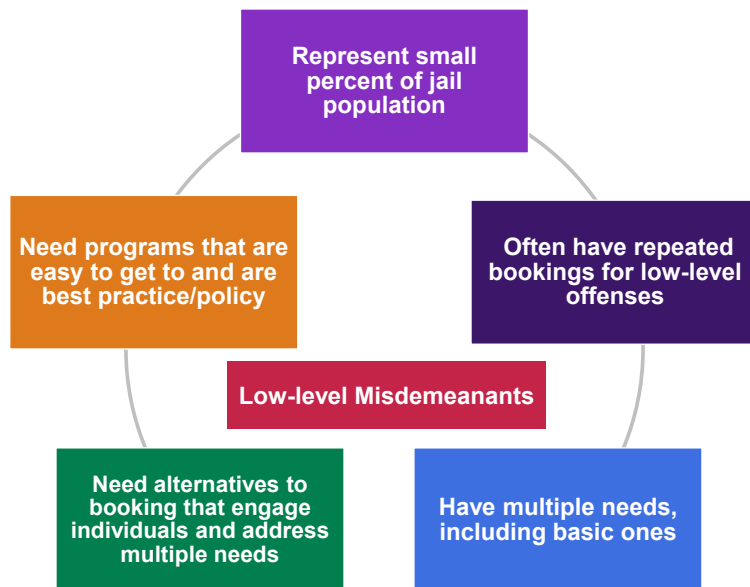 Represent small
percent of jail
population
Need programs that are
easy to get to and are
best practice/policy
Often have repeated
bookings for low-level
offenses
Low-level Misdemeanants
Need alternatives to
booking that engage
individuals and address
multiple needs
Have multiple needs,
including basic ones